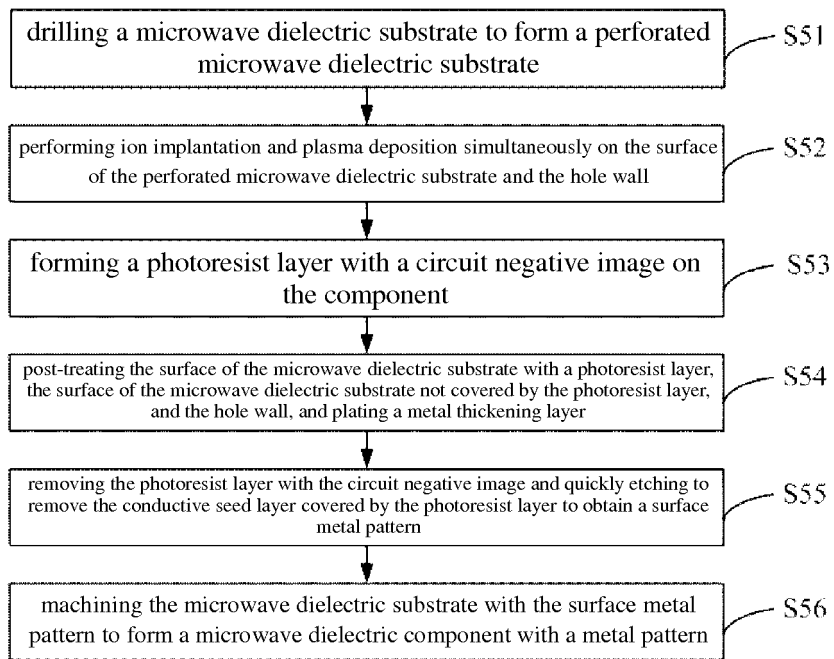 drilling a microwave dielectric substrate to form a perforated
microwave dielectric substrate
S51
performing ion implantation and plasma deposition simultaneously on the surface
of the perforated microwave dielectric substrate and the hole wall
S52
forming a photoresist layer with a circuit negative image on
the component
S53
post-treating the surface of the microwave dielectric substrate with a photoresist layer,
the surface of the microwave dielectric substrate not covered by the photoresist layer,
and the hole wall, and plating a metal thickening layer
S54
removing the photoresist layer with the circuit negative image and quickly etching to
remove the conductive seed layer covered by the photoresist layer to obtain a surface
metal pattern
S55
machining the microwave dielectric substrate with the surface metal
pattern to form a microwave dielectric component with a metal pattern
S56